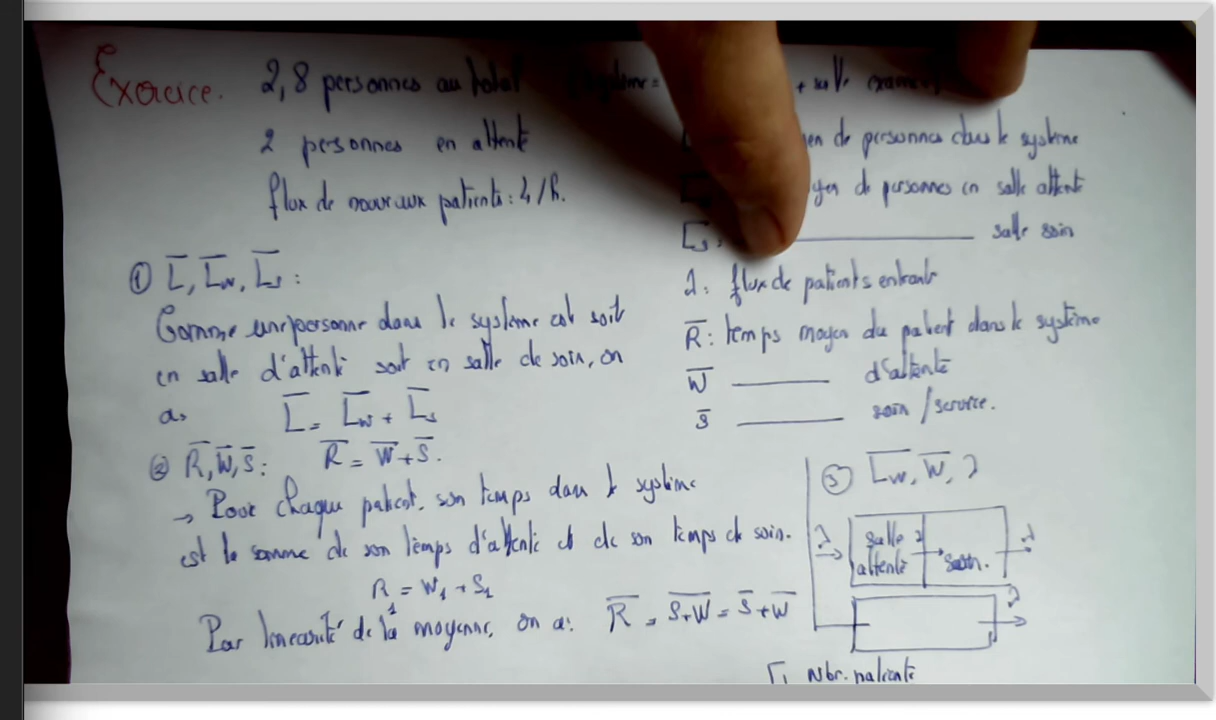 Exercice. 2,8 personnes au total
2 personnes en attente
flux de nouveaux patients : 4/h.
① L̅, L̅w, L̅s :
Comme une personne dans le système est soit
en salle d'attente soit en salle de soin, on
a,
L̅ = L̅w + L̅s
② R̅, W̅, S̅ : R̅ = W̅ + S̅.
→ Pour chaque patient, son temps dans le système
est la somme de son temps d'attente et de son temps de soin.
R₁ = W₁ + S₁
Par linéarité de la moyenne, on a : R̅ = S̅+̅W̅ = S̅ + W̅
+ salle
de personnes dans le système
de personnes en salle attente
L̅s : salle soin
λ : flux de patients entrant
R̅ : temps moyen du patient dans le système
W̅ d'attente
S̅ soin / service.
③ L̅w, W̅, λ
λ salle attente λ soin. λ
λ
Nbr. patients